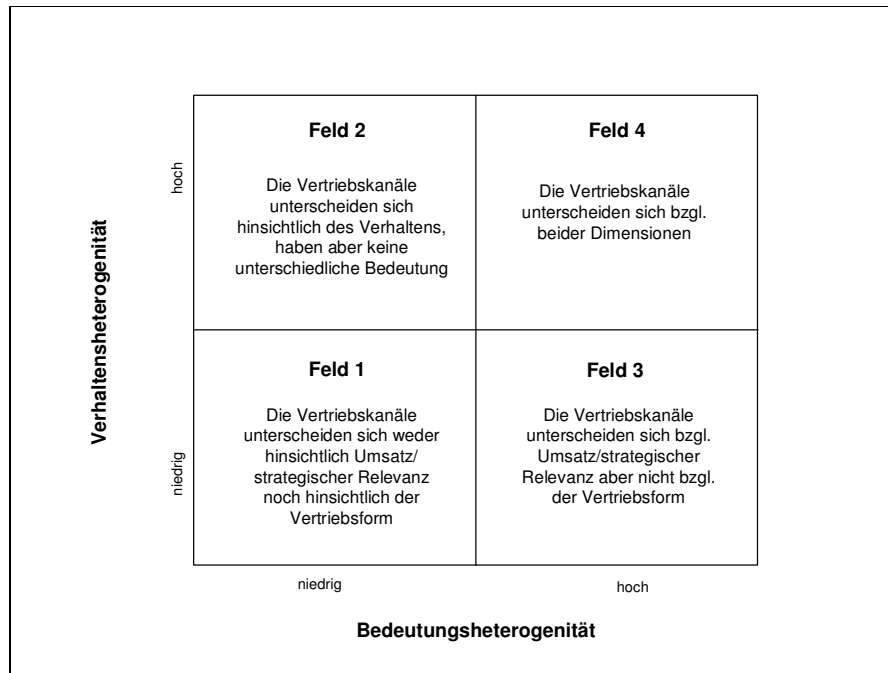 Verhaltensheterogenität
hoch
niedrig
Feld 2
Die Vertriebskanäle
unterscheiden sich
hinsichtlich des Verhaltens,
haben aber keine
unterschiedliche Bedeutung
Feld 4
Die Vertriebskanäle
unterscheiden sich bzgl.
beider Dimensionen
Feld 1
Die Vertriebskanäle
unterscheiden sich weder
hinsichtlich Umsatz/
strategischer Relevanz
noch hinsichtlich der
Vertriebsform
Feld 3
Die Vertriebskanäle
unterscheiden sich bzgl.
Umsatz/strategischer
Relevanz aber nicht bzgl.
der Vertriebsform
niedrig
hoch
Bedeutungsheterogenität